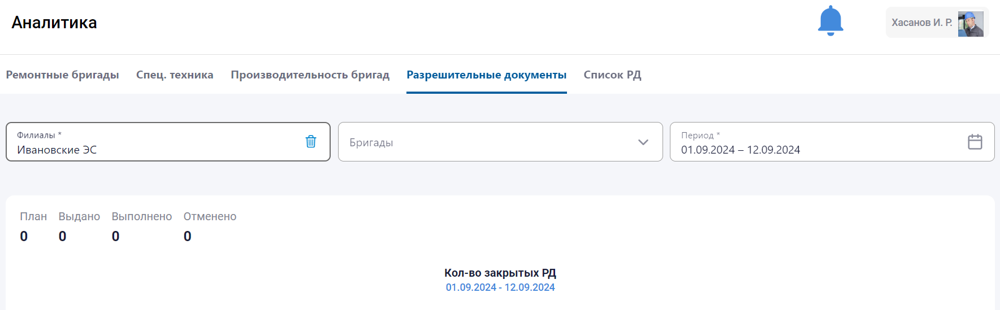 Аналитика
Хасанов И. Р.
Ремонтные бригады Спец. техника Производительность бригад Разрешительные документы Список РД
Филиалы *
Ивановские ЭС
Бригады
Период *
01.09.2024 – 12.09.2024
План Выдано Выполнено Отменено
0 0 0 0
Кол-во закрытых РД
01.09.2024 - 12.09.2024